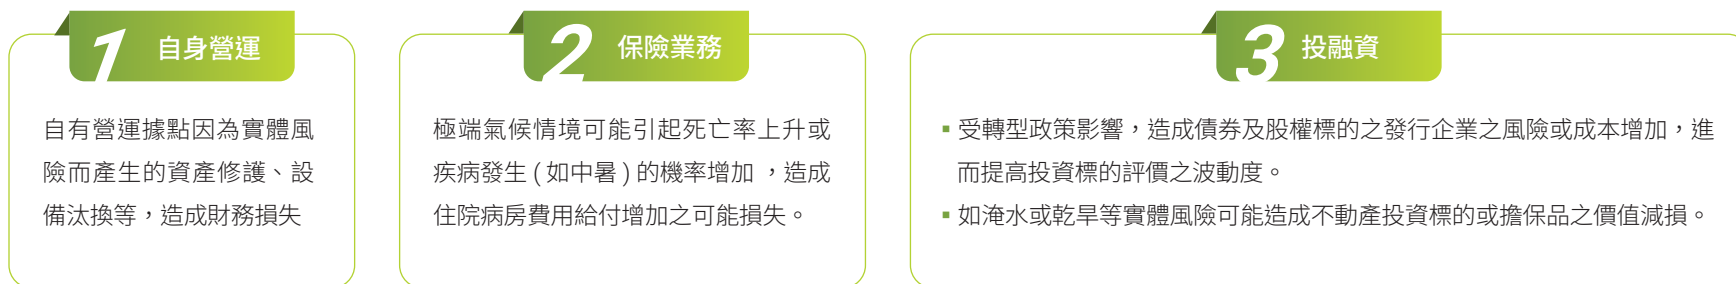 1 自身營運
自有營運據點因為實體風
險而產生的資產修護、設
備汰換等，造成財務損失
2 保險業務
極端氣候情境可能引起死亡率上升或
疾病發生 ( 如中暑 ) 的機率增加 ，造成
住院病房費用給付增加之可能損失。
3 投融資
▪ 受轉型政策影響，造成債券及股權標的之發行企業之風險或成本增加，進
而提高投資標的評價之波動度。
▪ 如淹水或乾旱等實體風險可能造成不動產投資標的或擔保品之價值減損。